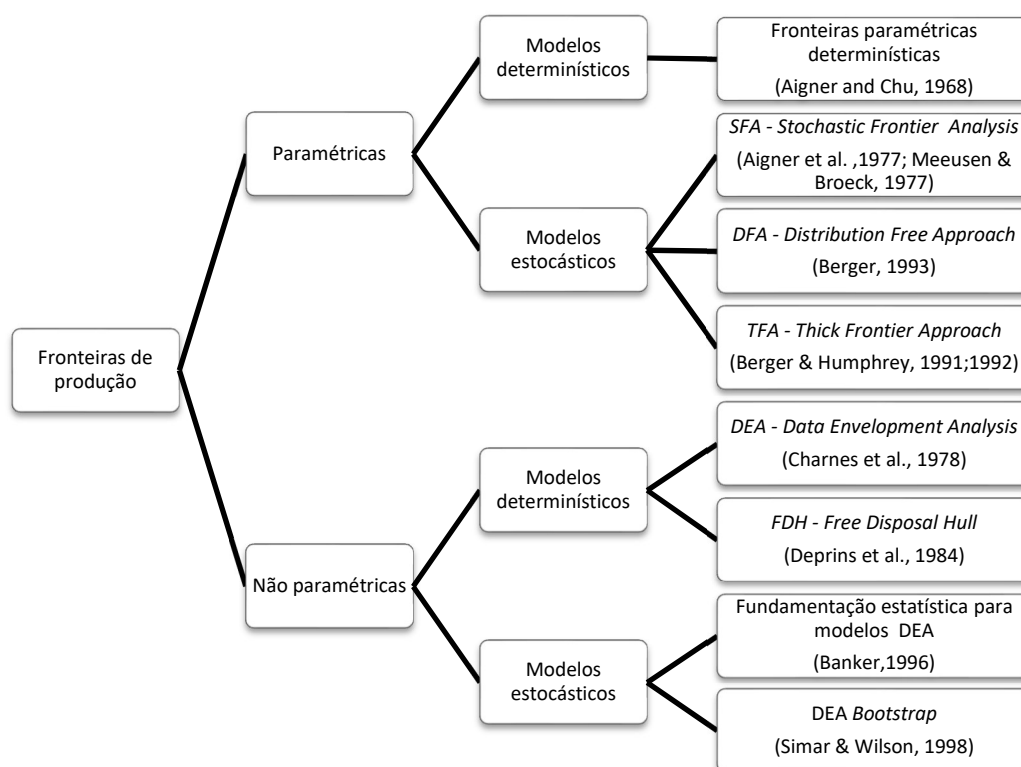 Fronteiras de
produção
Paramétricas
Modelos
determinísticos
Fronteiras paramétricas
determinísticas
(Aigner and Chu, 1968)
Modelos
estocásticos
SFA - Stochastic Frontier Analysis
(Aigner et al. ,1977; Meeusen &
Broeck, 1977)
DFA - Distribution Free Approach
(Berger, 1993)
TFA - Thick Frontier Approach
(Berger & Humphrey, 1991;1992)
Não paramétricas
Modelos
determinísticos
DEA - Data Envelopment Analysis
(Charnes et al., 1978)
FDH - Free Disposal Hull
(Deprins et al., 1984)
Modelos
estocásticos
Fundamentação estatística para
modelos DEA
(Banker,1996)
DEA Bootstrap
(Simar & Wilson, 1998)